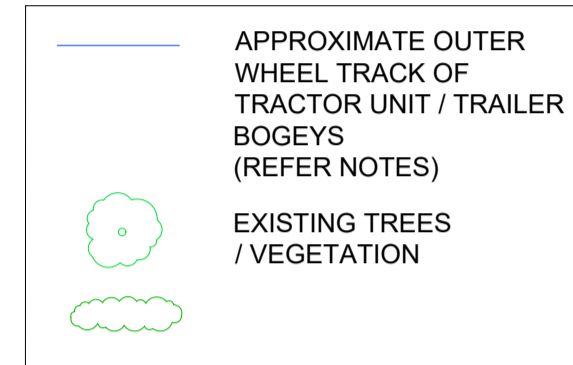 APPROXIMATE OUTER
WHEEL TRACK OF
TRACTOR UNIT / TRAILER
BOGEYS
(REFER NOTES)
EXISTING TREES
/ VEGETATION